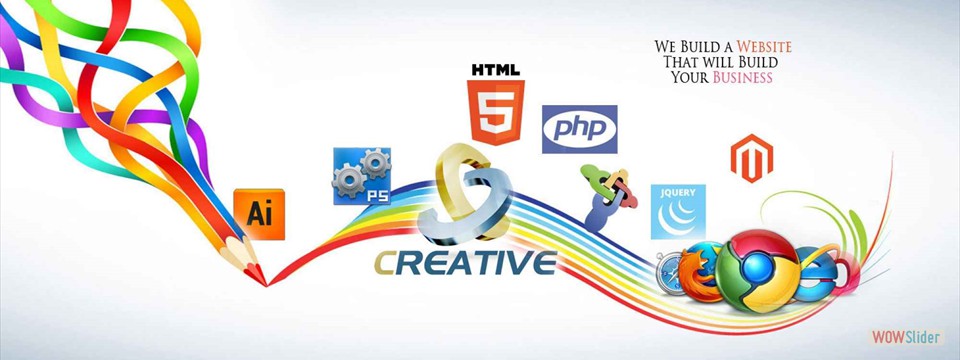 We Build a Website
That will Build
Your Business
HTML
5
php
PS
Ai
JQUERY
CREATIVE
WOWSlider